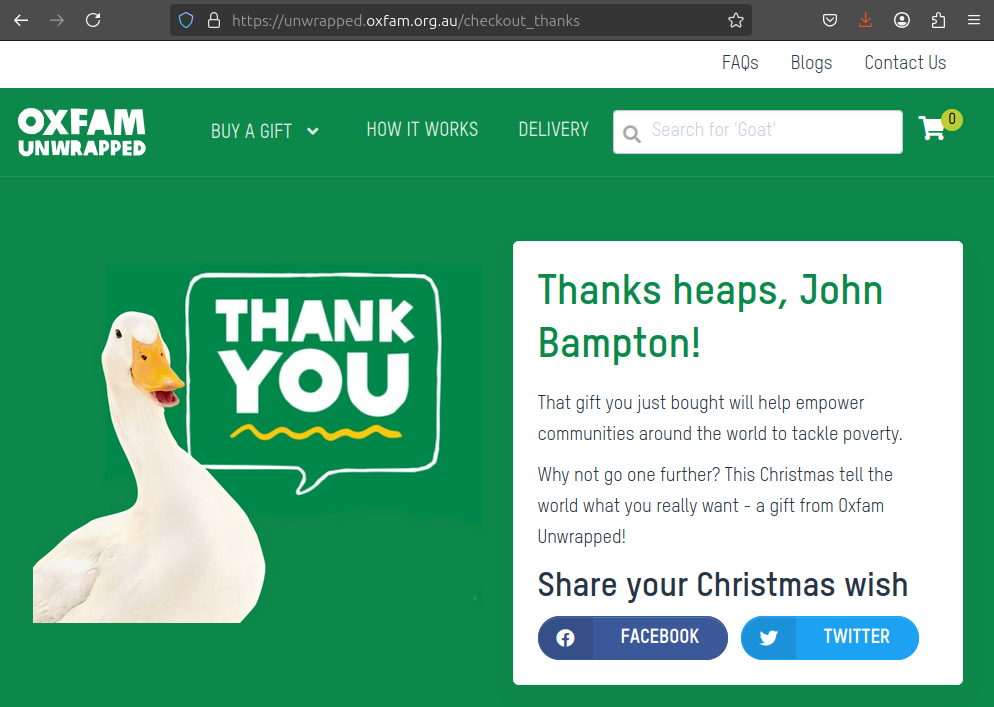 https://unwrapped.oxfam.org.au/checkout_thanks
FAQs Blogs Contact Us
OXFAM
UNWRAPPED
BUY A GIFT HOW IT WORKS DELIVERY Search for 'Goat' 0
THANK
YOU
Thanks heaps, John
Bampton!
That gift you just bought will help empower
communities around the world to tackle poverty.
Why not go one further? This Christmas tell the
world what you really want - a gift from Oxfam
Unwrapped!
Share your Christmas wish
FACEBOOK TWITTER